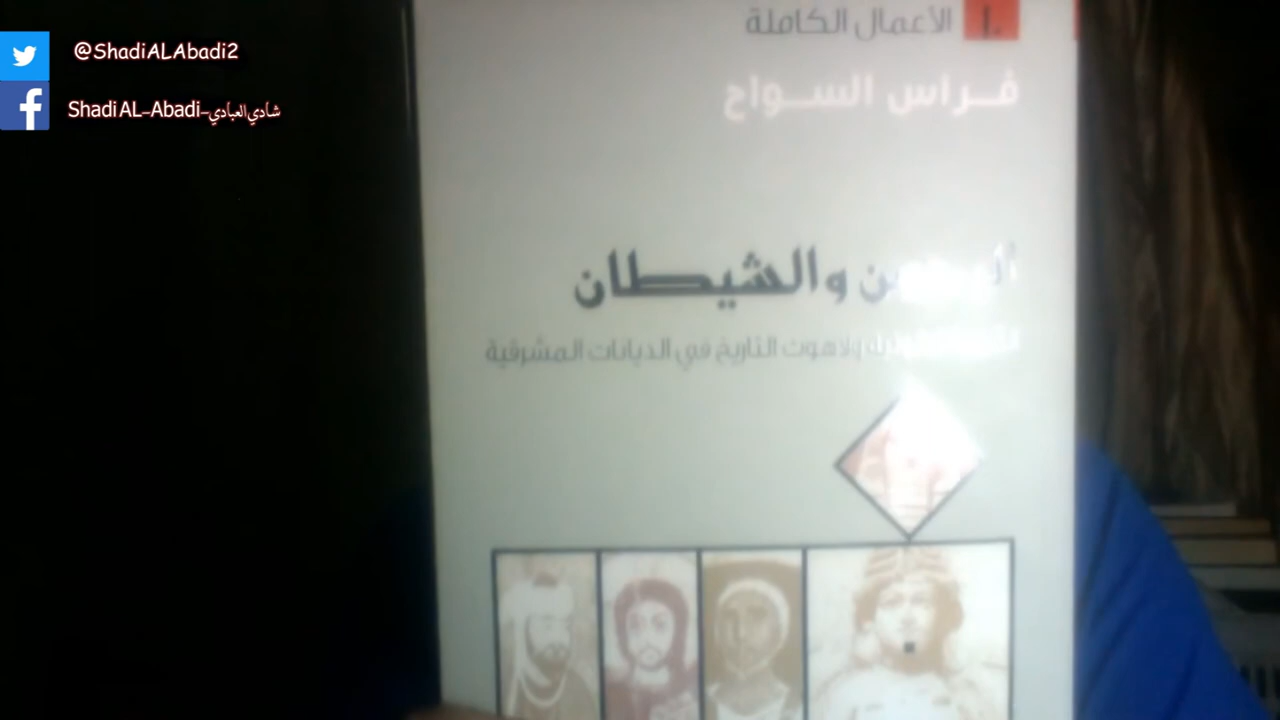 @ShadiALAbadi2
Shadi AL-Abadi-شادي العبادي
الأعمال الكاملة
فراس السواح
والشيطان
ولاهوت التاريخ في الديانات المشرقية